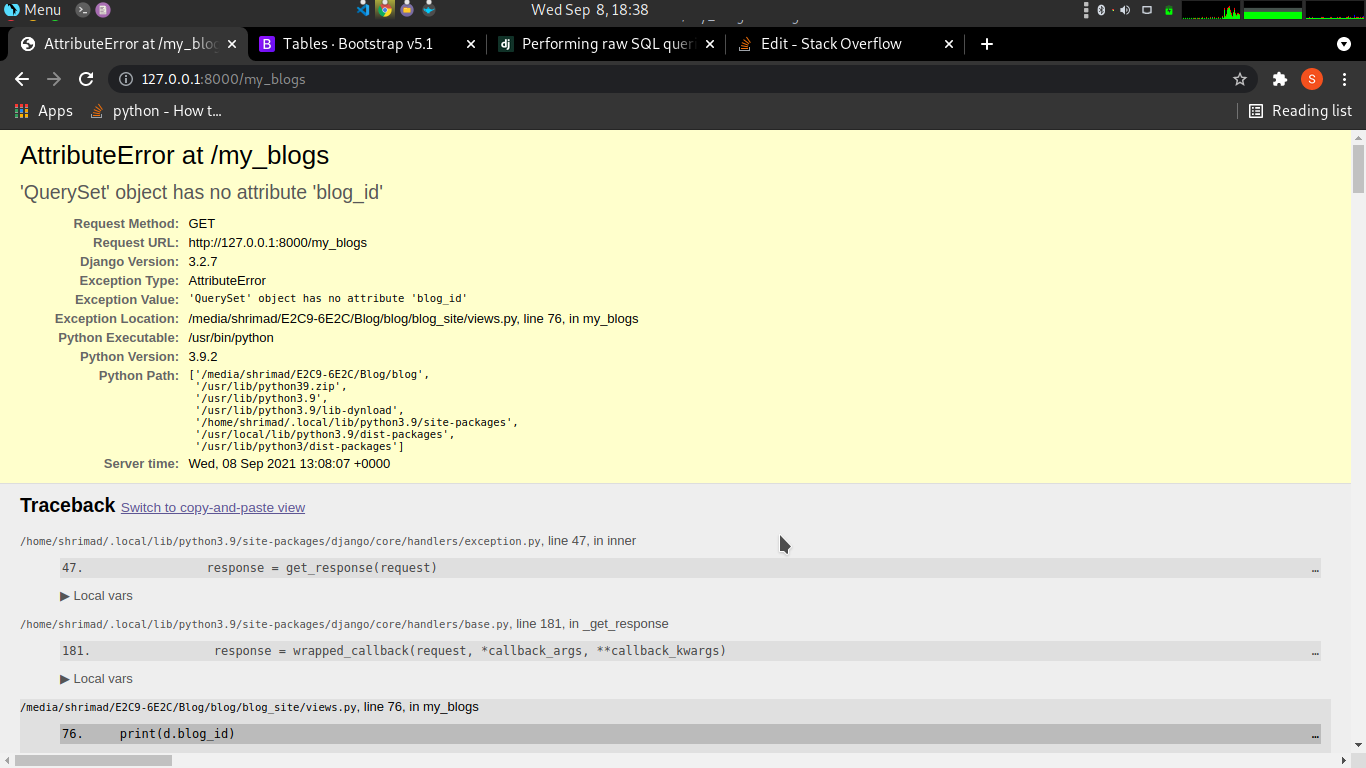 Menu
Wed Sep 8, 18:38
AttributeError at /my_blog
B Tables · Bootstrap v5.1
dj Performing raw SQL queri
Edit - Stack Overflow
127.0.0.1:8000/my_blogs
S
Apps
python - How t...
Reading list
AttributeError at /my_blogs
'QuerySet' object has no attribute 'blog_id'
Request Method: GET
Request URL: http://127.0.0.1:8000/my_blogs
Django Version: 3.2.7
Exception Type: AttributeError
Exception Value: 'QuerySet' object has no attribute 'blog_id'
Exception Location: /media/shrimad/E2C9-6E2C/Blog/blog/blog_site/views.py, line 76, in my_blogs
Python Executable: /usr/bin/python
Python Version: 3.9.2
Python Path: ['/media/shrimad/E2C9-6E2C/Blog/blog',
'/usr/lib/python39.zip',
'/usr/lib/python3.9',
'/usr/lib/python3.9/lib-dynload',
'/home/shrimad/.local/lib/python3.9/site-packages',
'/usr/local/lib/python3.9/dist-packages',
'/usr/lib/python3/dist-packages']
Server time: Wed, 08 Sep 2021 13:08:07 +0000
Traceback Switch to copy-and-paste view
/home/shrimad/.local/lib/python3.9/site-packages/django/core/handlers/exception.py, line 47, in inner
47. response = get_response(request) …
▶ Local vars
/home/shrimad/.local/lib/python3.9/site-packages/django/core/handlers/base.py, line 181, in _get_response
181. response = wrapped_callback(request, *callback_args, **callback_kwargs) …
▶ Local vars
/media/shrimad/E2C9-6E2C/Blog/blog/blog_site/views.py, line 76, in my_blogs
76. print(d.blog_id) …